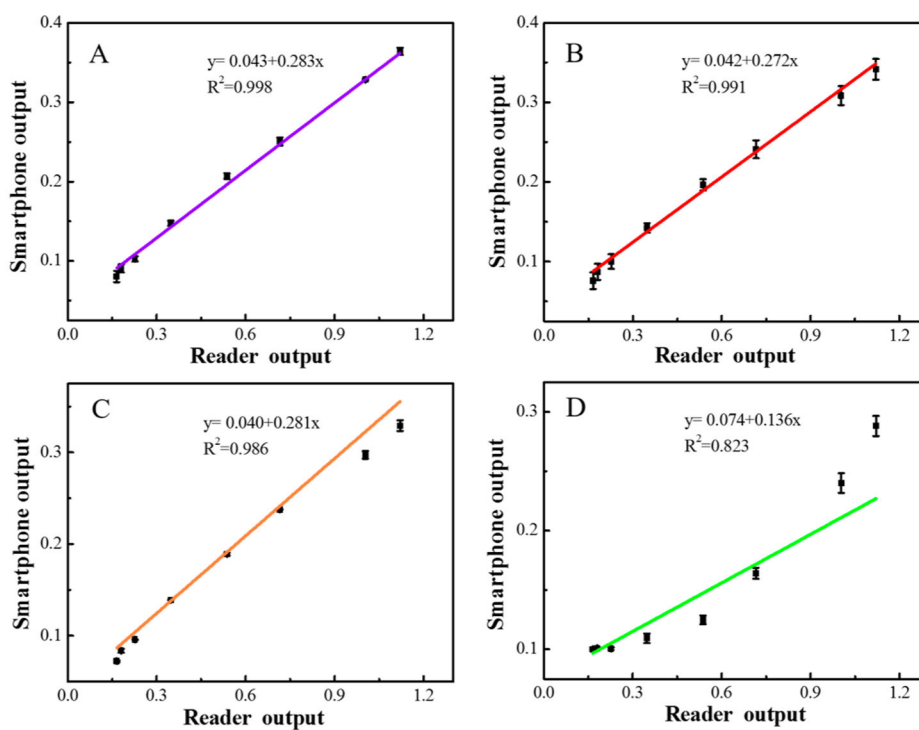 A
y= 0.043+0.283x
R²=0.998
Smartphone output
0.4
0.3
0.2
0.1
0.0 0.3 0.6 0.9 1.2
Reader output
B
y= 0.042+0.272x
R²=0.991
Smartphone output
0.4
0.3
0.2
0.1
0.0 0.3 0.6 0.9 1.2
Reader output
C
y= 0.040+0.281x
R²=0.986
Smartphone output
0.3
0.2
0.1
0.0 0.3 0.6 0.9 1.2
Reader output
D
y= 0.074+0.136x
R²=0.823
Smartphone output
0.3
0.2
0.1
0.0 0.3 0.6 0.9 1.2
Reader output